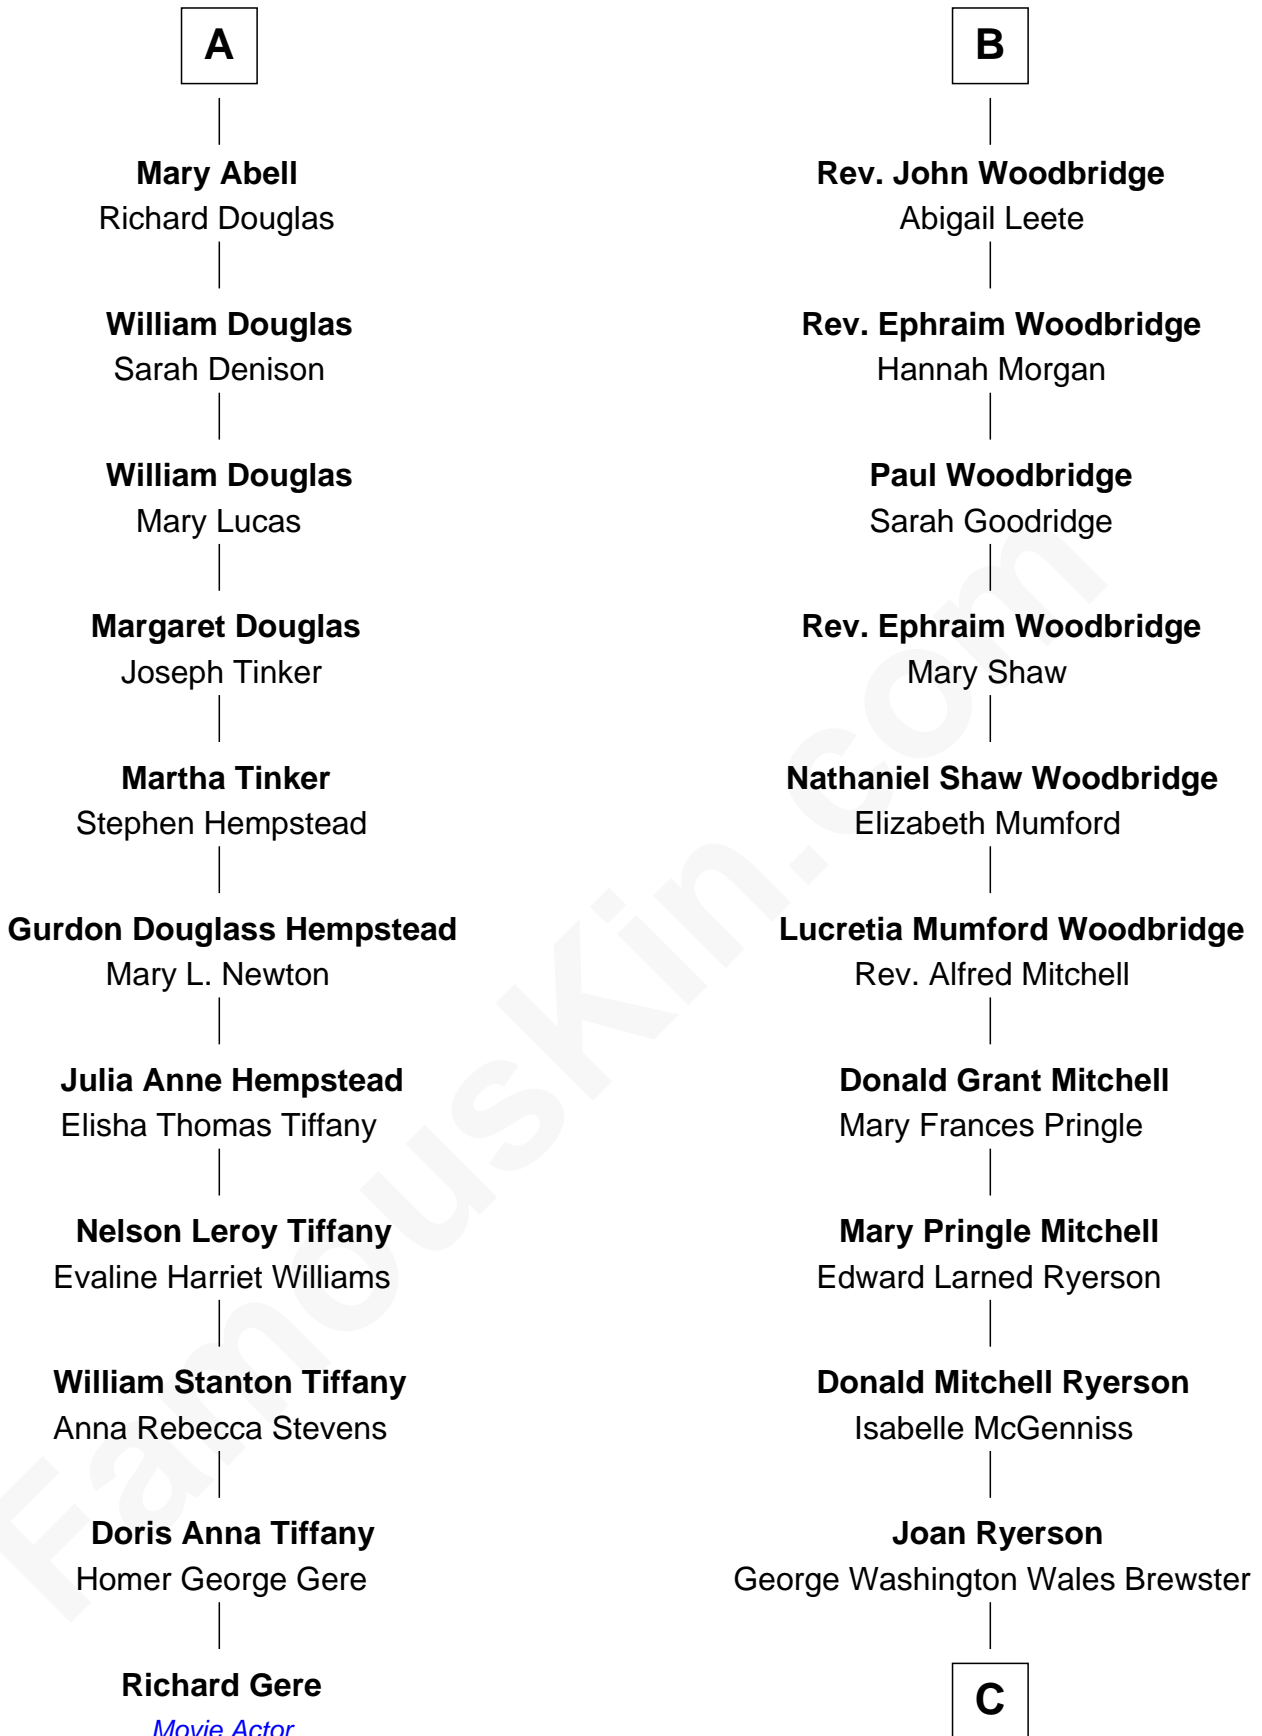 A
Mary Abell
Richard Douglas
William Douglas
Sarah Denison
William Douglas
Mary Lucas
Margaret Douglas
Joseph Tinker
Martha Tinker
Stephen Hempstead
Gurdon Douglass Hempstead
Mary L. Newton
Julia Anne Hempstead
Elisha Thomas Tiffany
Nelson Leroy Tiffany
Evaline Harriet Williams
William Stanton Tiffany
Anna Rebecca Stevens
Doris Anna Tiffany
Homer George Gere
Richard Gere
Movie Actor
B
Rev. John Woodbridge
Abigail Leete
Rev. Ephraim Woodbridge
Hannah Morgan
Paul Woodbridge
Sarah Goodridge
Rev. Ephraim Woodbridge
Mary Shaw
Nathaniel Shaw Woodbridge
Elizabeth Mumford
Lucretia Mumford Woodbridge
Rev. Alfred Mitchell
Donald Grant Mitchell
Mary Frances Pringle
Mary Pringle Mitchell
Edward Larned Ryerson
Donald Mitchell Ryerson
Isabelle McGenniss
Joan Ryerson
George Washington Wales Brewster
C
FamousKin.com